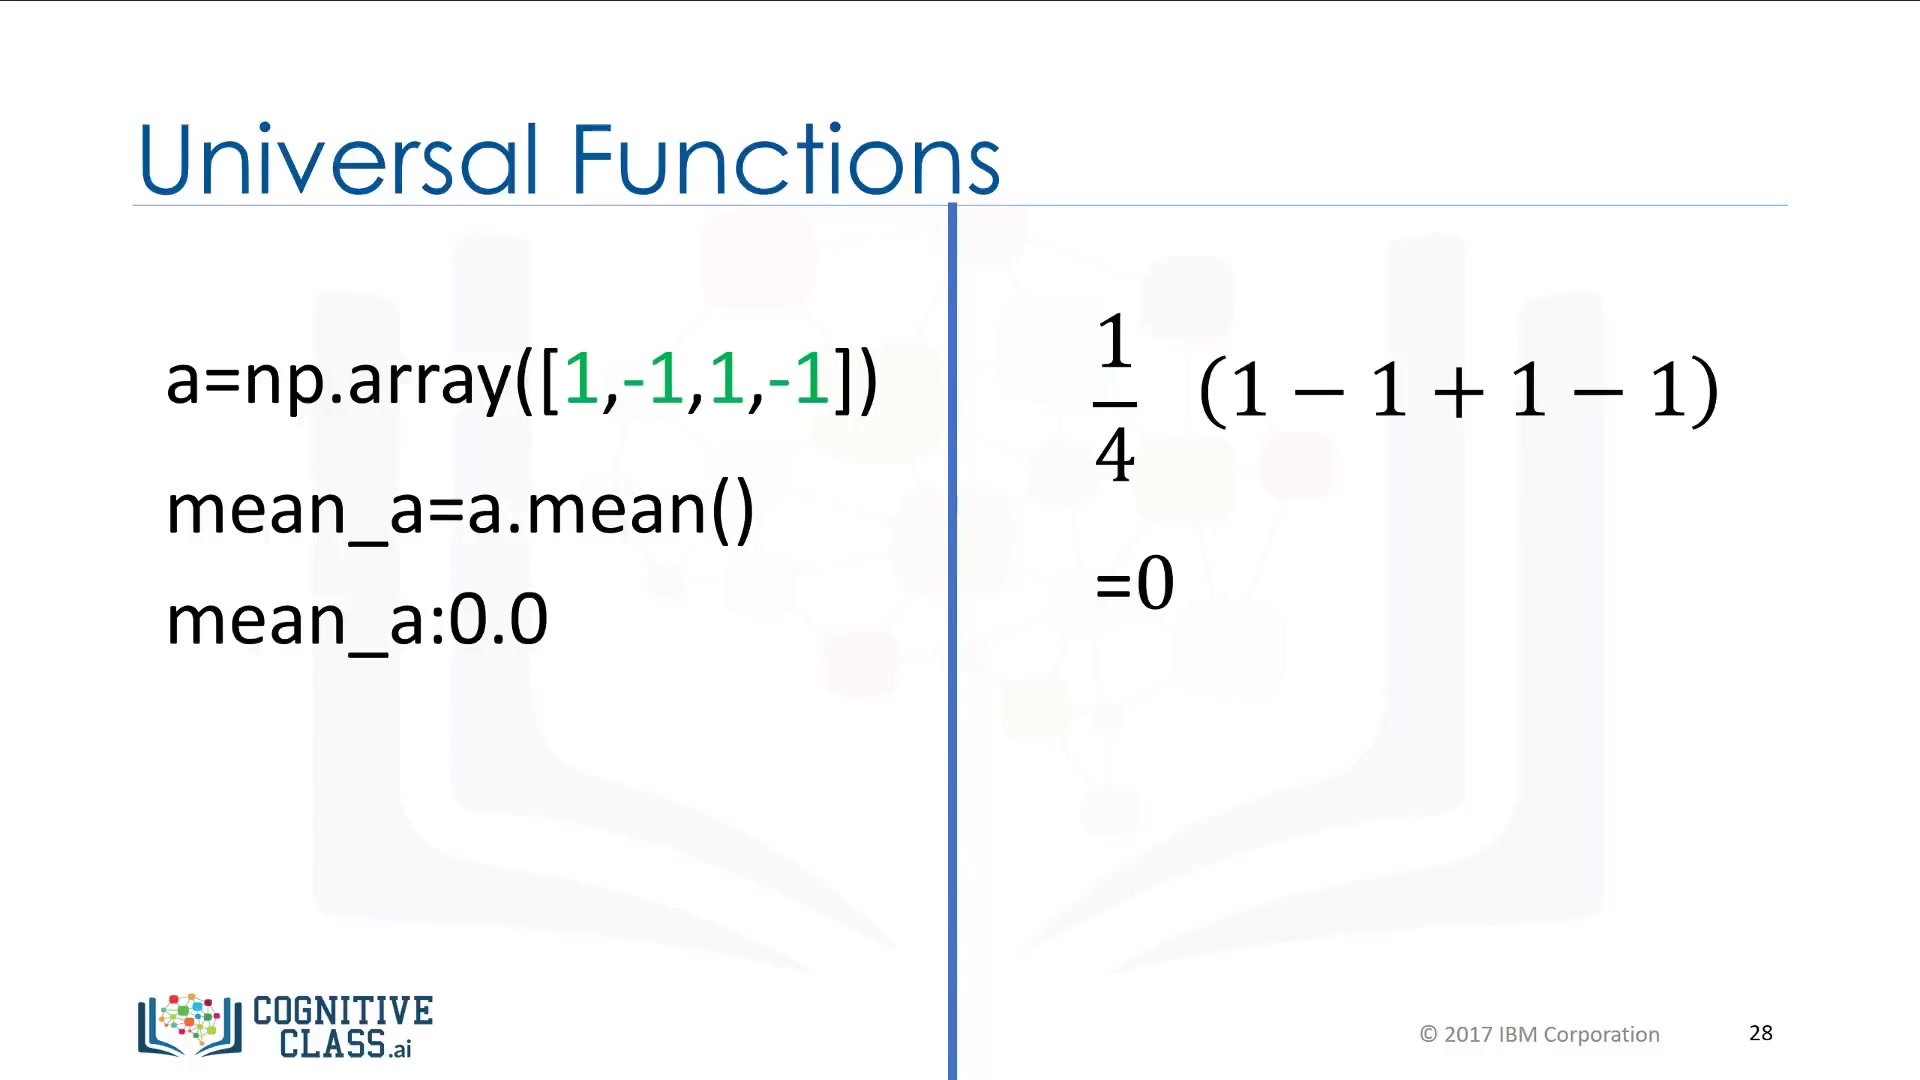 Universal Functions
a=np.array([1,-1,1,-1])
mean_a=a.mean()
mean_a:0.0
1
4
(1 − 1 + 1 − 1)
=0
COGNITIVE
CLASS.ai
© 2017 IBM Corporation
28